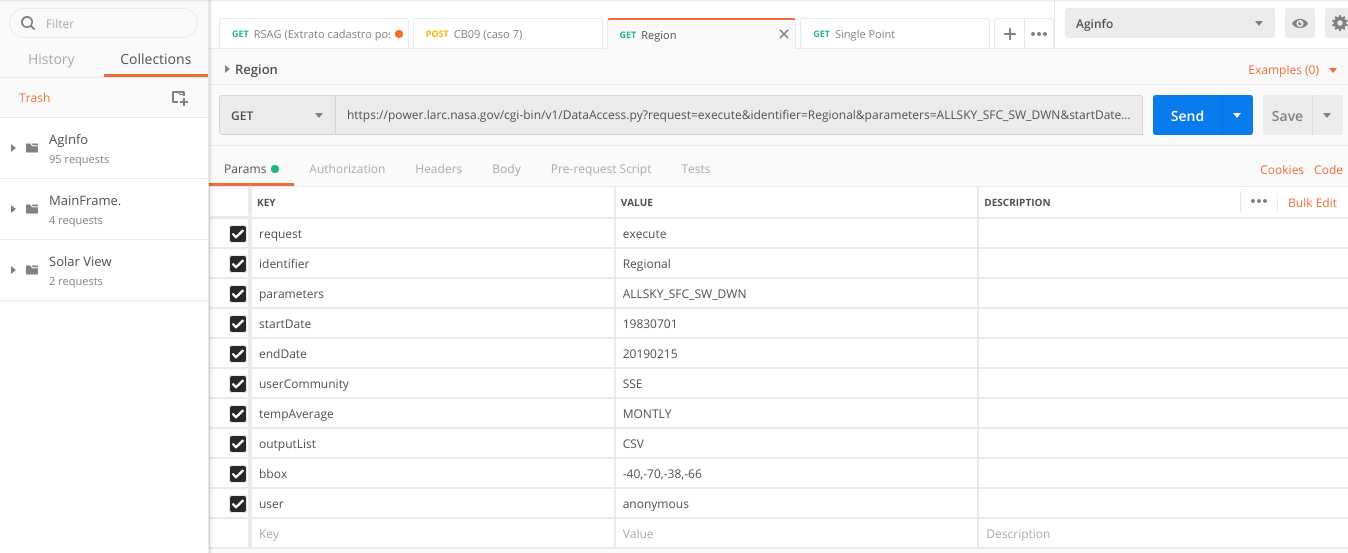 Filter
History
Collections
Trash
AgInfo
95 requests
MainFrame.
4 requests
Solar View
2 requests
GET RSAG (Extrato cadastro po
POST CB09 (caso 7)
GET Region
GET Single Point
Aginfo
Region
Examples (0)
GET
https://power.larc.nasa.gov/cgi-bin/v1/DataAccess.py?request=execute&identifier=Regional&parameters=ALLSKY_SFC_SW_DWN&startDate...
Send
Save
Params
Authorization
Headers
Body
Pre-request Script
Tests
Cookies
Code
KEY VALUE DESCRIPTION
Bulk Edit
request execute
identifier Regional
parameters ALLSKY_SFC_SW_DWN
startDate 19830701
endDate 20190215
userCommunity SSE
tempAverage MONTLY
outputList CSV
bbox -40,-70,-38,-66
user anonymous
Key Value Description